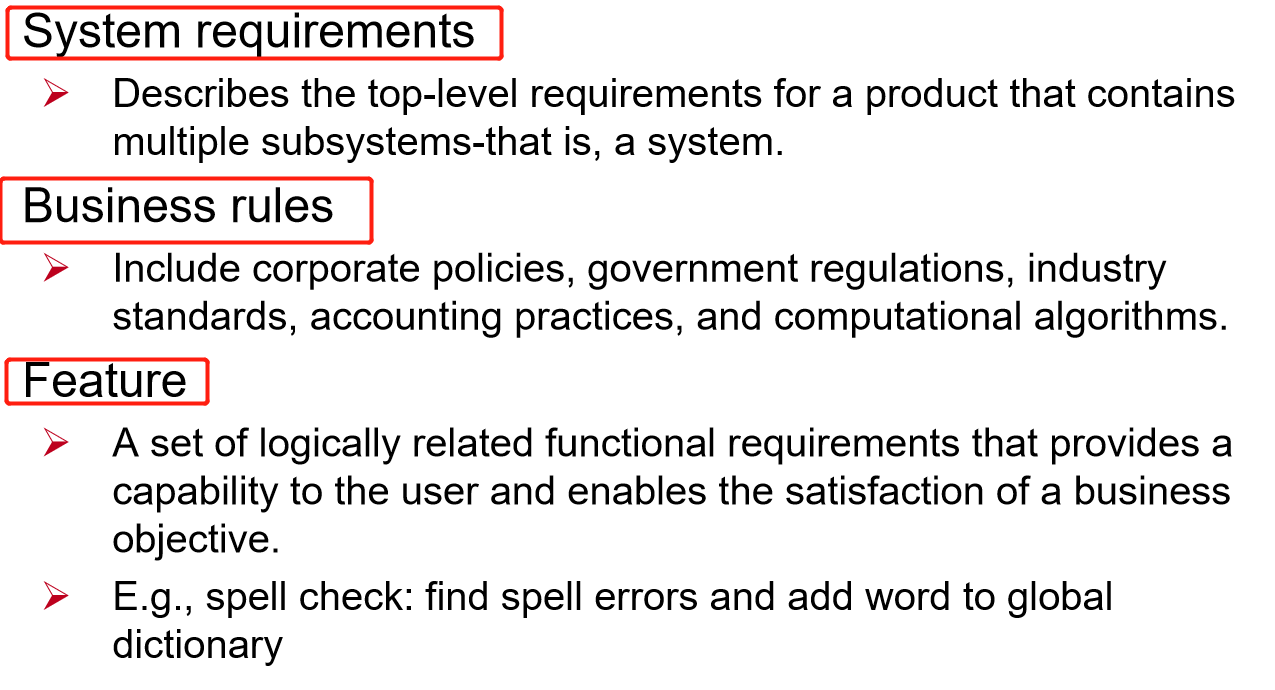 System requirements
Describes the top-level requirements for a product that contains
multiple subsystems-that is, a system.
Business rules
Include corporate policies, government regulations, industry
standards, accounting practices, and computational algorithms.
Feature
A set of logically related functional requirements that provides a
capability to the user and enables the satisfaction of a business
objective.
E.g., spell check: find spell errors and add word to global
dictionary